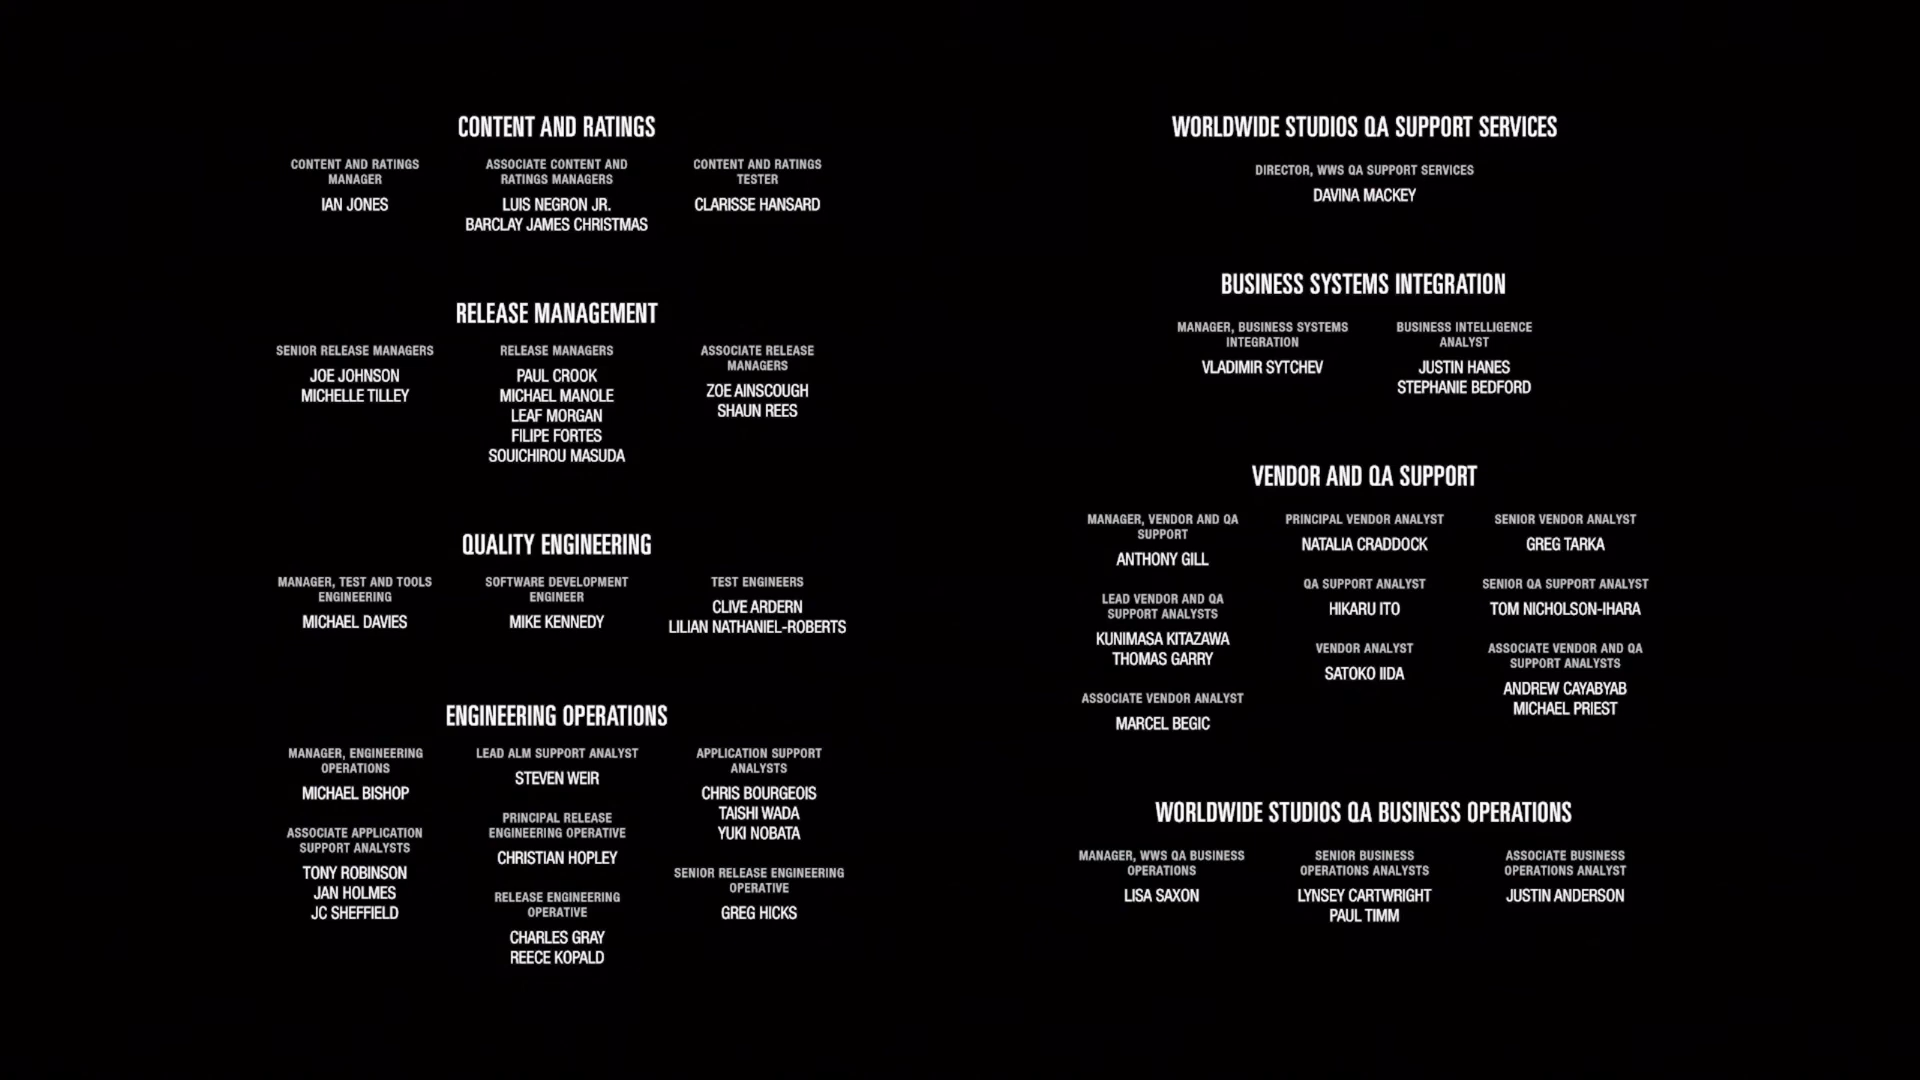 CONTENT AND RATINGS
CONTENT AND RATINGS
MANAGER
IAN JONES
ASSOCIATE CONTENT AND
RATINGS MANAGERS
LUIS NEGRON JR.
BARCLAY JAMES CHRISTMAS
CONTENT AND RATINGS
TESTER
CLARISSE HANSARD
RELEASE MANAGEMENT
SENIOR RELEASE MANAGERS
JOE JOHNSON
MICHELLE TILLEY
RELEASE MANAGERS
PAUL CROOK
MICHAEL MANOLE
LEAF MORGAN
FILIPE FORTES
SOUICHIROU MASUDA
ASSOCIATE RELEASE
MANAGERS
ZOE AINSCOUGH
SHAUN REES
QUALITY ENGINEERING
MANAGER, TEST AND TOOLS
ENGINEERING
MICHAEL DAVIES
SOFTWARE DEVELOPMENT
ENGINEER
MIKE KENNEDY
TEST ENGINEERS
CLIVE ARDERN
LILIAN NATHANIEL-ROBERTS
ENGINEERING OPERATIONS
MANAGER, ENGINEERING
OPERATIONS
MICHAEL BISHOP
ASSOCIATE APPLICATION
SUPPORT ANALYSTS
TONY ROBINSON
JAN HOLMES
JC SHEFFIELD
LEAD ALM SUPPORT ANALYST
STEVEN WEIR
PRINCIPAL RELEASE
ENGINEERING OPERATIVE
CHRISTIAN HOPLEY
RELEASE ENGINEERING
OPERATIVE
CHARLES GRAY
REECE KOPALD
APPLICATION SUPPORT
ANALYSTS
CHRIS BOURGEOIS
TAISHI WADA
YUKI NOBATA
SENIOR RELEASE ENGINEERING
OPERATIVE
GREG HICKS
WORLDWIDE STUDIOS QA SUPPORT SERVICES
DIRECTOR, WWS QA SUPPORT SERVICES
DAVINA MACKEY
BUSINESS SYSTEMS INTEGRATION
MANAGER, BUSINESS SYSTEMS
INTEGRATION
VLADIMIR SYTCHEV
BUSINESS INTELLIGENCE
ANALYST
JUSTIN HANES
STEPHANIE BEDFORD
VENDOR AND QA SUPPORT
MANAGER, VENDOR AND QA
SUPPORT
ANTHONY GILL
LEAD VENDOR AND QA
SUPPORT ANALYSTS
KUNIMASA KITAZAWA
THOMAS GARRY
ASSOCIATE VENDOR ANALYST
MARCEL BEGIC
PRINCIPAL VENDOR ANALYST
NATALIA CRADDOCK
QA SUPPORT ANALYST
HIKARU ITO
VENDOR ANALYST
SATOKO IIDA
SENIOR VENDOR ANALYST
GREG TARKA
SENIOR QA SUPPORT ANALYST
TOM NICHOLSON-IHARA
ASSOCIATE VENDOR AND QA
SUPPORT ANALYSTS
ANDREW CAYABYAB
MICHAEL PRIEST
WORLDWIDE STUDIOS QA BUSINESS OPERATIONS
MANAGER, WWS QA BUSINESS
OPERATIONS
LISA SAXON
SENIOR BUSINESS
OPERATIONS ANALYSTS
LYNSEY CARTWRIGHT
PAUL TIMM
ASSOCIATE BUSINESS
OPERATIONS ANALYST
JUSTIN ANDERSON